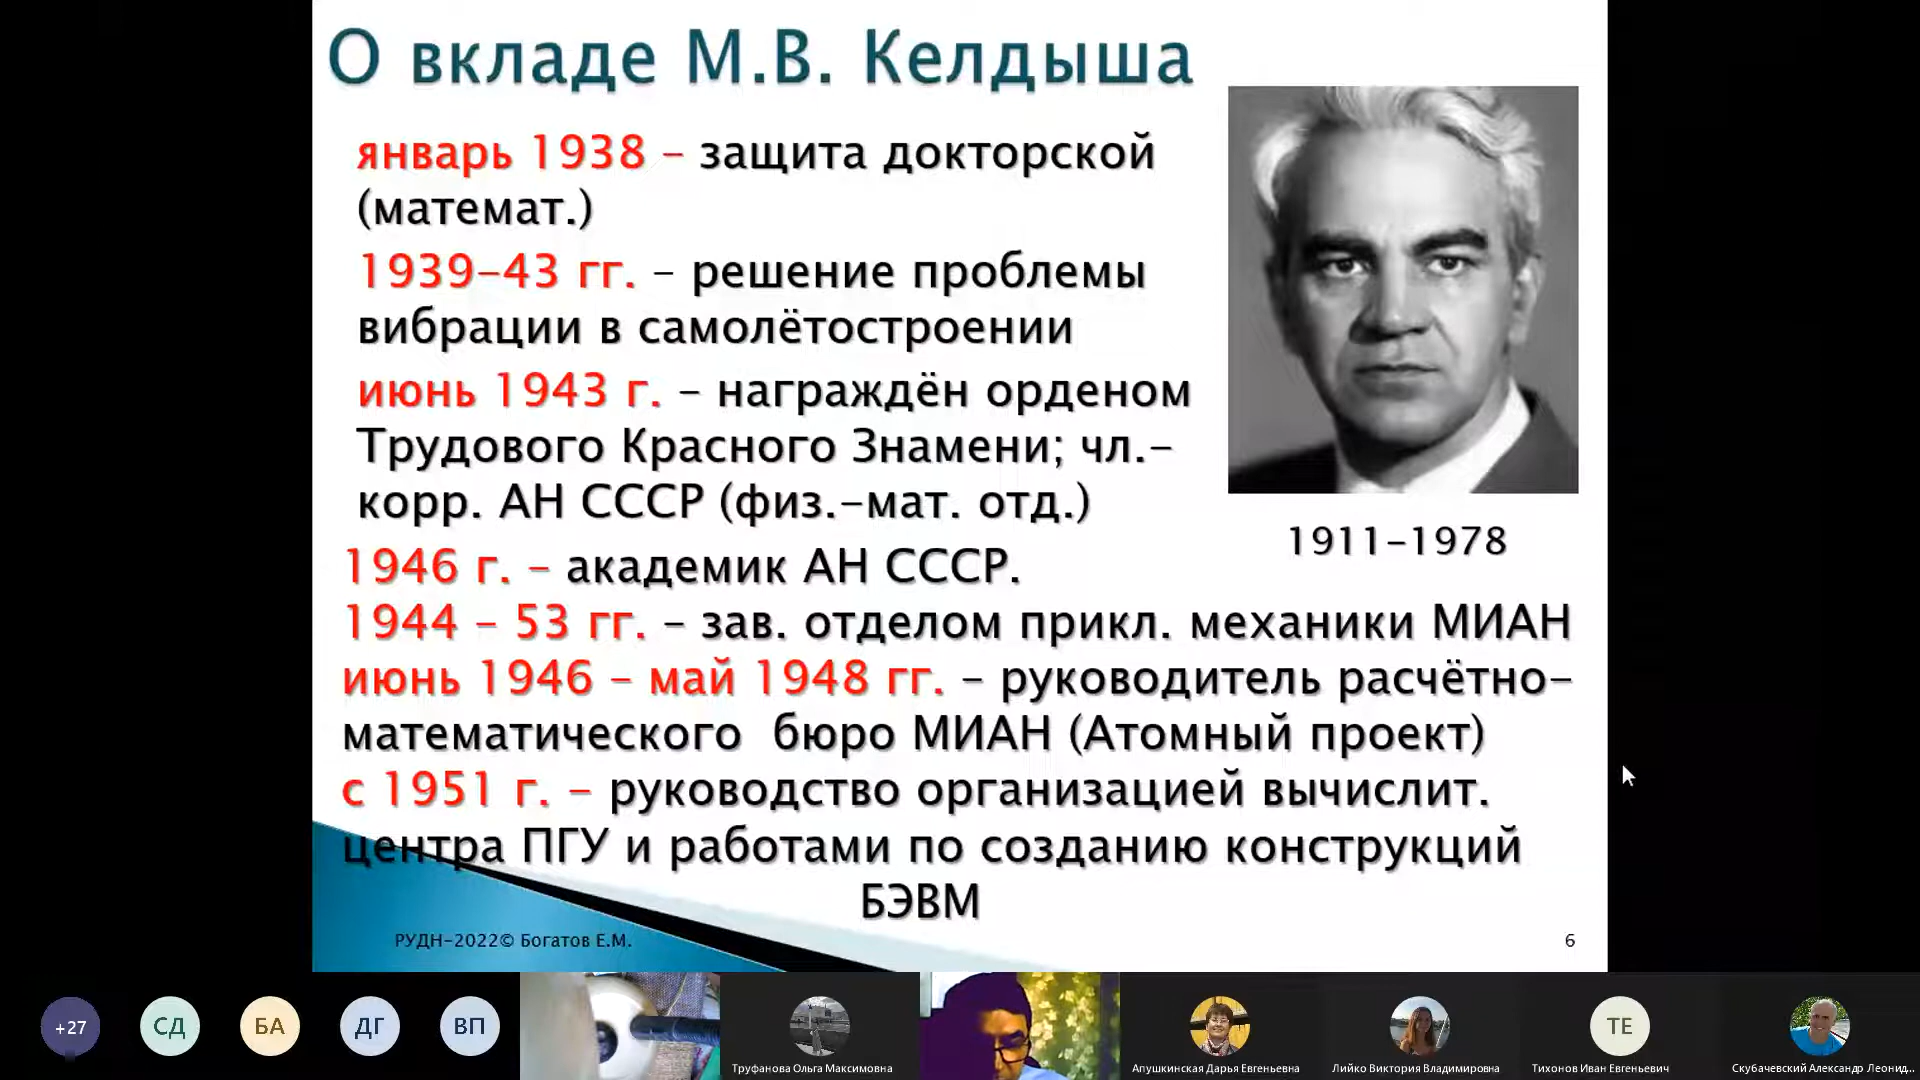 О вкладе М.В. Келдыша
январь 1938 – защита докторской
(математ.)
1939–43 гг. – решение проблемы
вибрации в самолётостроении
июнь 1943 г. – награждён орденом
Трудового Красного Знамени; чл.–
корр. АН СССР (физ.–мат. отд.)
1911–1978
1946 г. – академик АН СССР.
1944 – 53 гг. – зав. отделом прикл. механики МИАН
июнь 1946 – май 1948 гг. – руководитель расчётно–
математического бюро МИАН (Атомный проект)
с 1951 г. – руководство организацией вычислит.
центра ПГУ и работами по созданию конструкций
БЭВМ
РУДН–2022© Богатов Е.М.
6
+27
СД
БА
ДГ
ВП
ТЕ
Труфанова Ольга Максимовна
Апушкинская Дарья Евгеньевна
Лийко Виктория Владимировна
Тихонов Иван Евгеньевич
Скубачевский Александр Леонид...